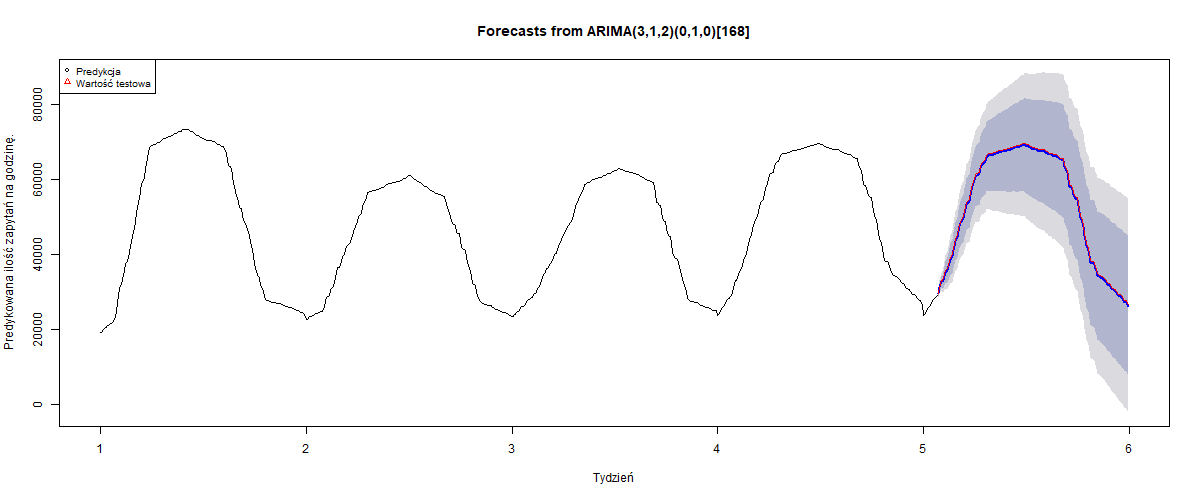 Forecasts from ARIMA(3,1,2)(0,1,0)[168]
Predykcja
Wartość testowa
Predykowana ilość zapytań na godzinę.
80000
60000
40000
20000
0
1 2 3 4 5 6
Tydzień